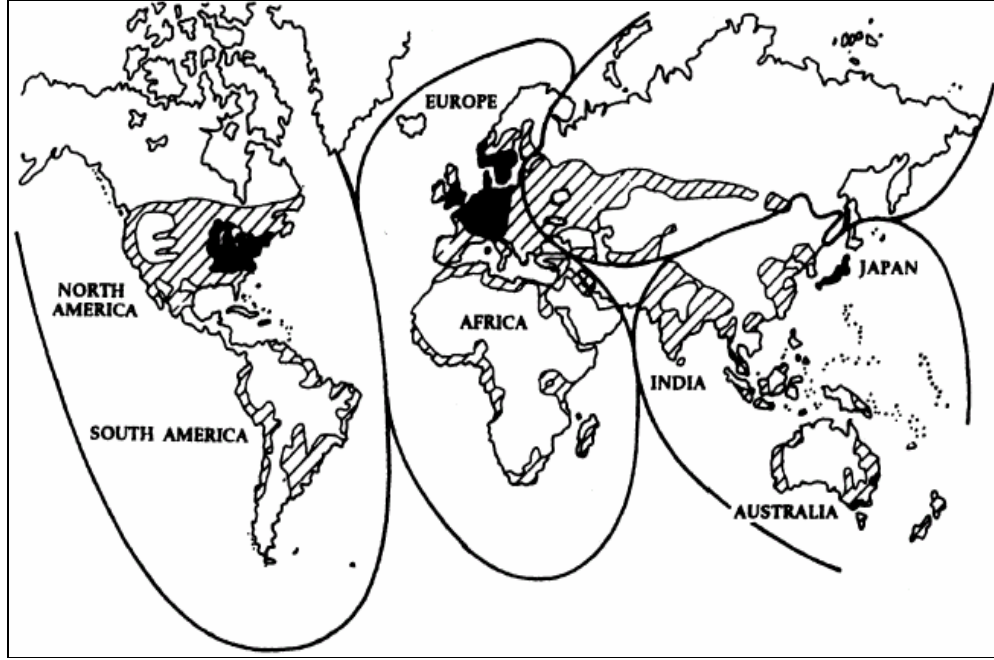 EUROPE
NORTH
AMERICA
AFRICA
JAPAN
INDIA
SOUTH AMERICA
AUSTRALIA